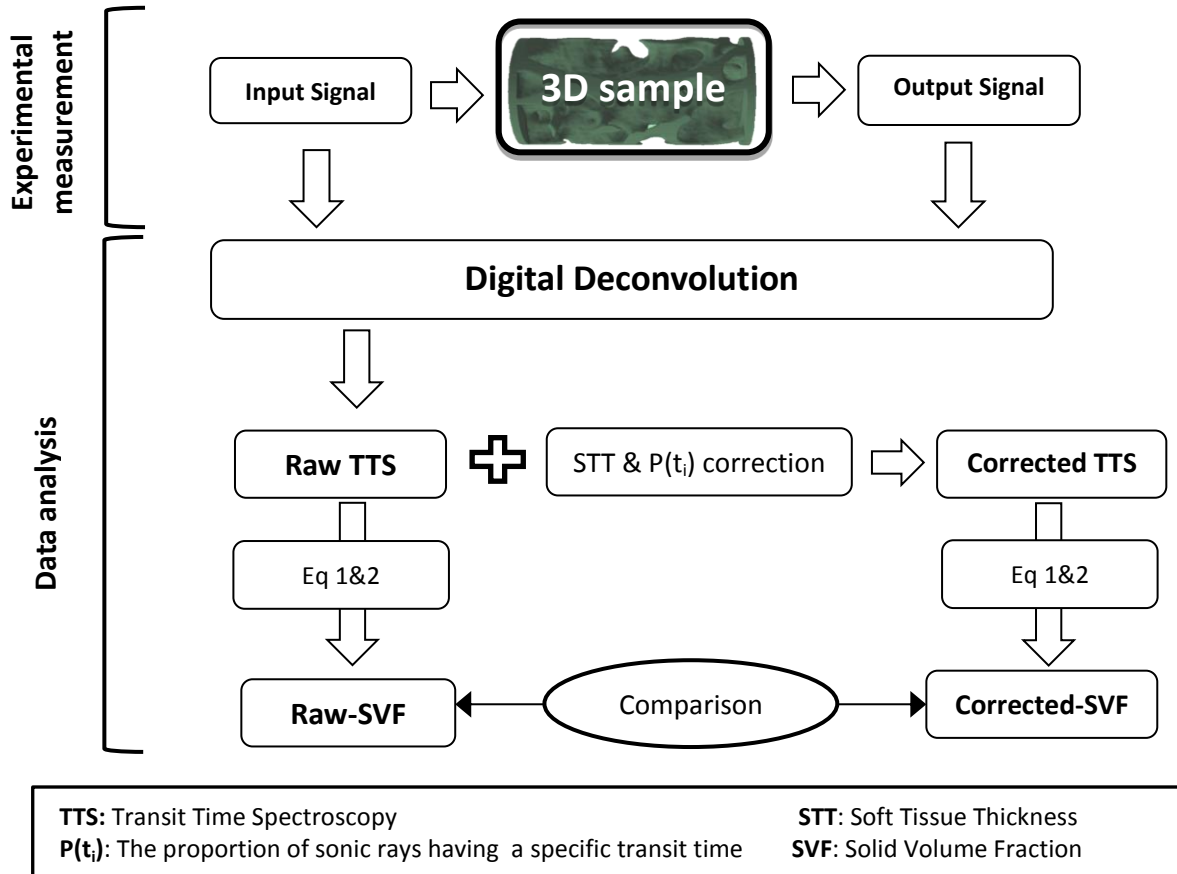 Experimental
measurement
Input Signal
3D sample
Output Signal
Data analysis
Digital Deconvolution
Raw TTS
STT & P(tᵢ) correction
Corrected TTS
Eq 1&2
Eq 1&2
Raw-SVF
Comparison
Corrected-SVF
TTS: Transit Time Spectroscopy
STT: Soft Tissue Thickness
P(tᵢ): The proportion of sonic rays having a specific transit time
SVF: Solid Volume Fraction